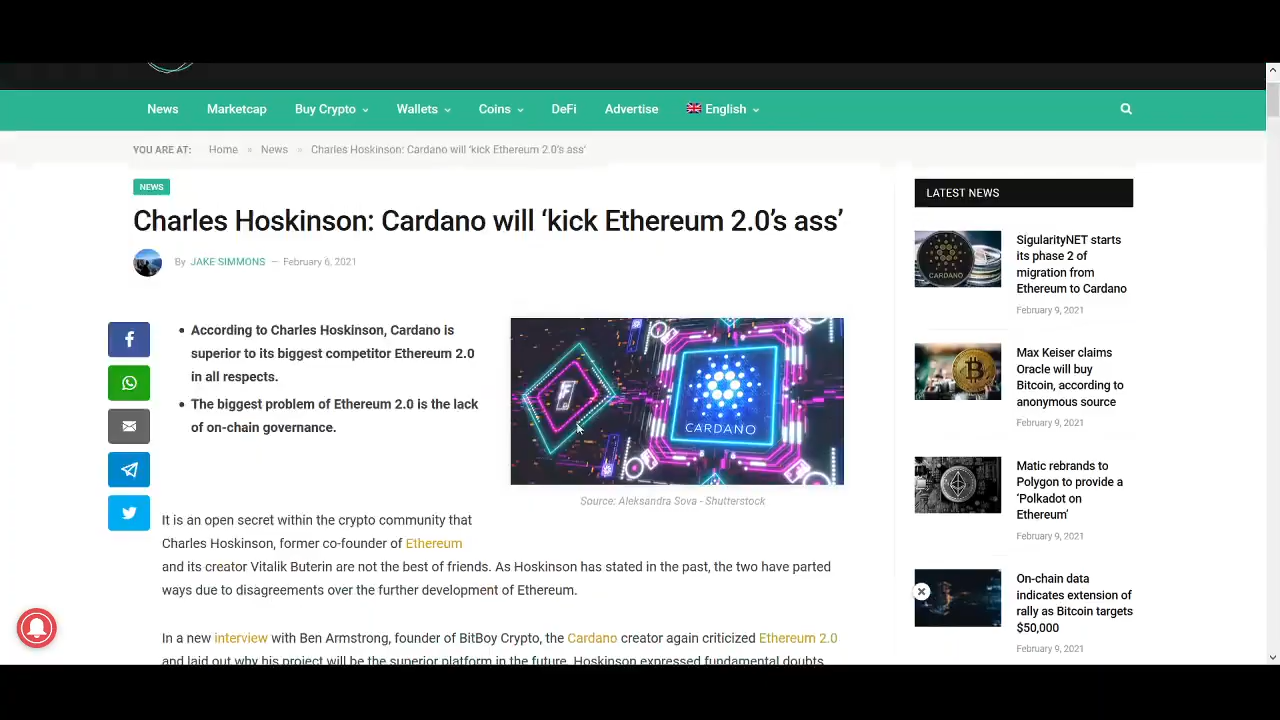 News Marketcap Buy Crypto Wallets Coins DeFi Advertise English
YOU ARE AT: Home » News » Charles Hoskinson: Cardano will ‘kick Ethereum 2.0’s ass’
NEWS
Charles Hoskinson: Cardano will ‘kick Ethereum 2.0’s ass’
By JAKE SIMMONS — February 6, 2021
• According to Charles Hoskinson, Cardano is
superior to its biggest competitor Ethereum 2.0
in all respects.
• The biggest problem of Ethereum 2.0 is the lack
of on-chain governance.
CARDANO
Source: Aleksandra Sova - Shutterstock
It is an open secret within the crypto community that
Charles Hoskinson, former co-founder of Ethereum
and its creator Vitalik Buterin are not the best of friends. As Hoskinson has stated in the past, the two have parted
ways due to disagreements over the further development of Ethereum.
In a new interview with Ben Armstrong, founder of BitBoy Crypto, the Cardano creator again criticized Ethereum 2.0
and laid out why his project will be the superior platform in the future. Hoskinson expressed fundamental doubts
LATEST NEWS
CARDANO
SigularityNET starts
its phase 2 of
migration from
Ethereum to Cardano
February 9, 2021
Max Keiser claims
Oracle will buy
Bitcoin, according to
anonymous source
February 9, 2021
Matic rebrands to
Polygon to provide a
‘Polkadot on
Ethereum’
February 9, 2021
On-chain data
indicates extension of
rally as Bitcoin targets
$50,000
February 9, 2021